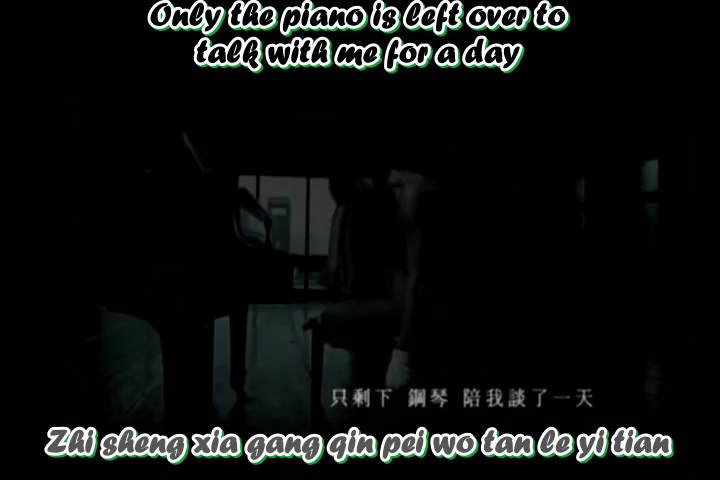 Only the piano is left over to
talk with me for a day
只剩下 鋼琴 陪我談了一天
Zhi sheng xia gang qin pei wo tan le yi tian